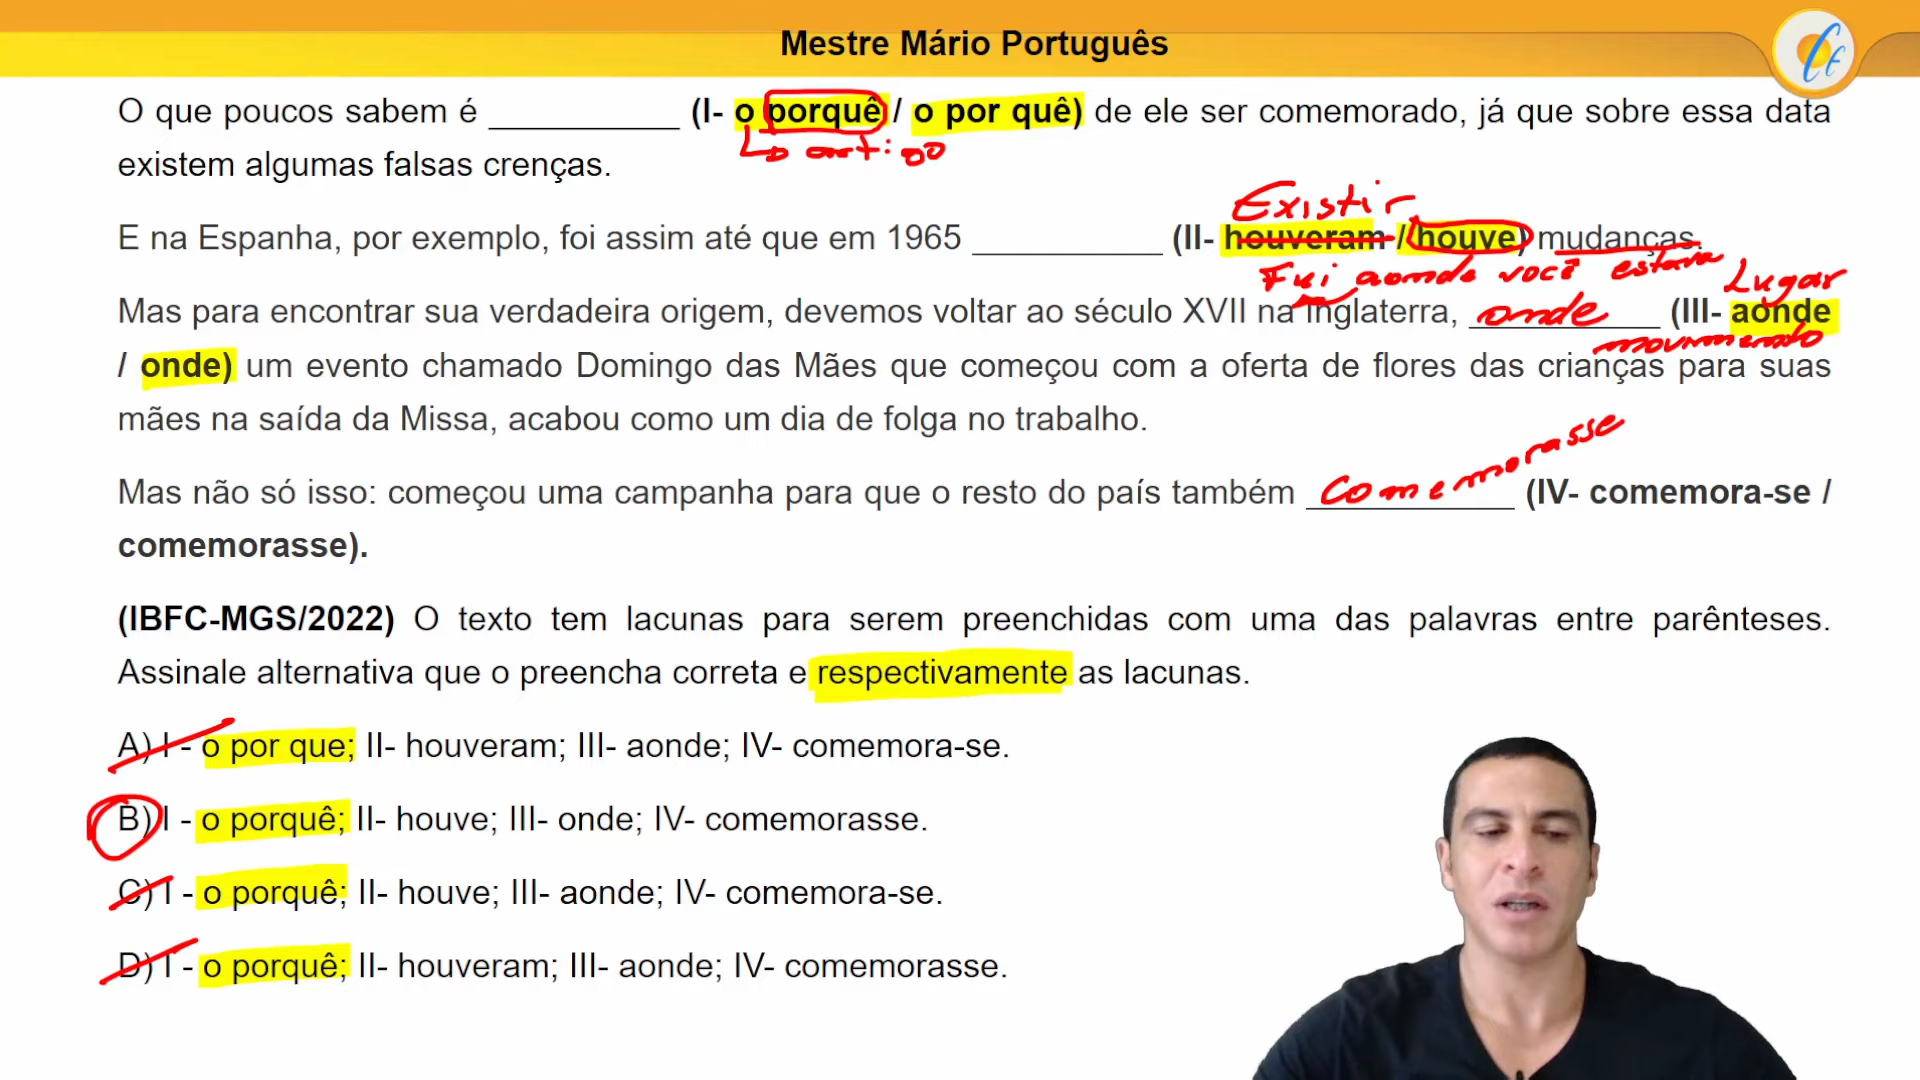 Mestre Mário Português
O que poucos sabem é ___________ (I- o porquê / o por quê) de ele ser comemorado, já que sobre essa data
artigo
existem algumas falsas crenças.
Existir
E na Espanha, por exemplo, foi assim até que em 1965 ___________ (II- houveram / houve) mudanças.
Fui aonde você estava Lugar
Mas para encontrar sua verdadeira origem, devemos voltar ao século XVII na Inglaterra, onde (III- aonde
movimento
/ onde) um evento chamado Domingo das Mães que começou com a oferta de flores das crianças para suas
mães na saída da Missa, acabou como um dia de folga no trabalho.
Mas não só isso: começou uma campanha para que o resto do país também comemorasse (IV- comemora-se /
comemorasse).
(IBFC-MGS/2022) O texto tem lacunas para serem preenchidas com uma das palavras entre parênteses.
Assinale alternativa que o preencha correta e respectivamente as lacunas.
A) I - o por que; II- houveram; III- aonde; IV- comemora-se.
B) I - o porquê; II- houve; III- onde; IV- comemorasse.
C) I - o porquê; II- houve; III- aonde; IV- comemora-se.
D) I - o porquê; II- houveram; III- aonde; IV- comemorasse.